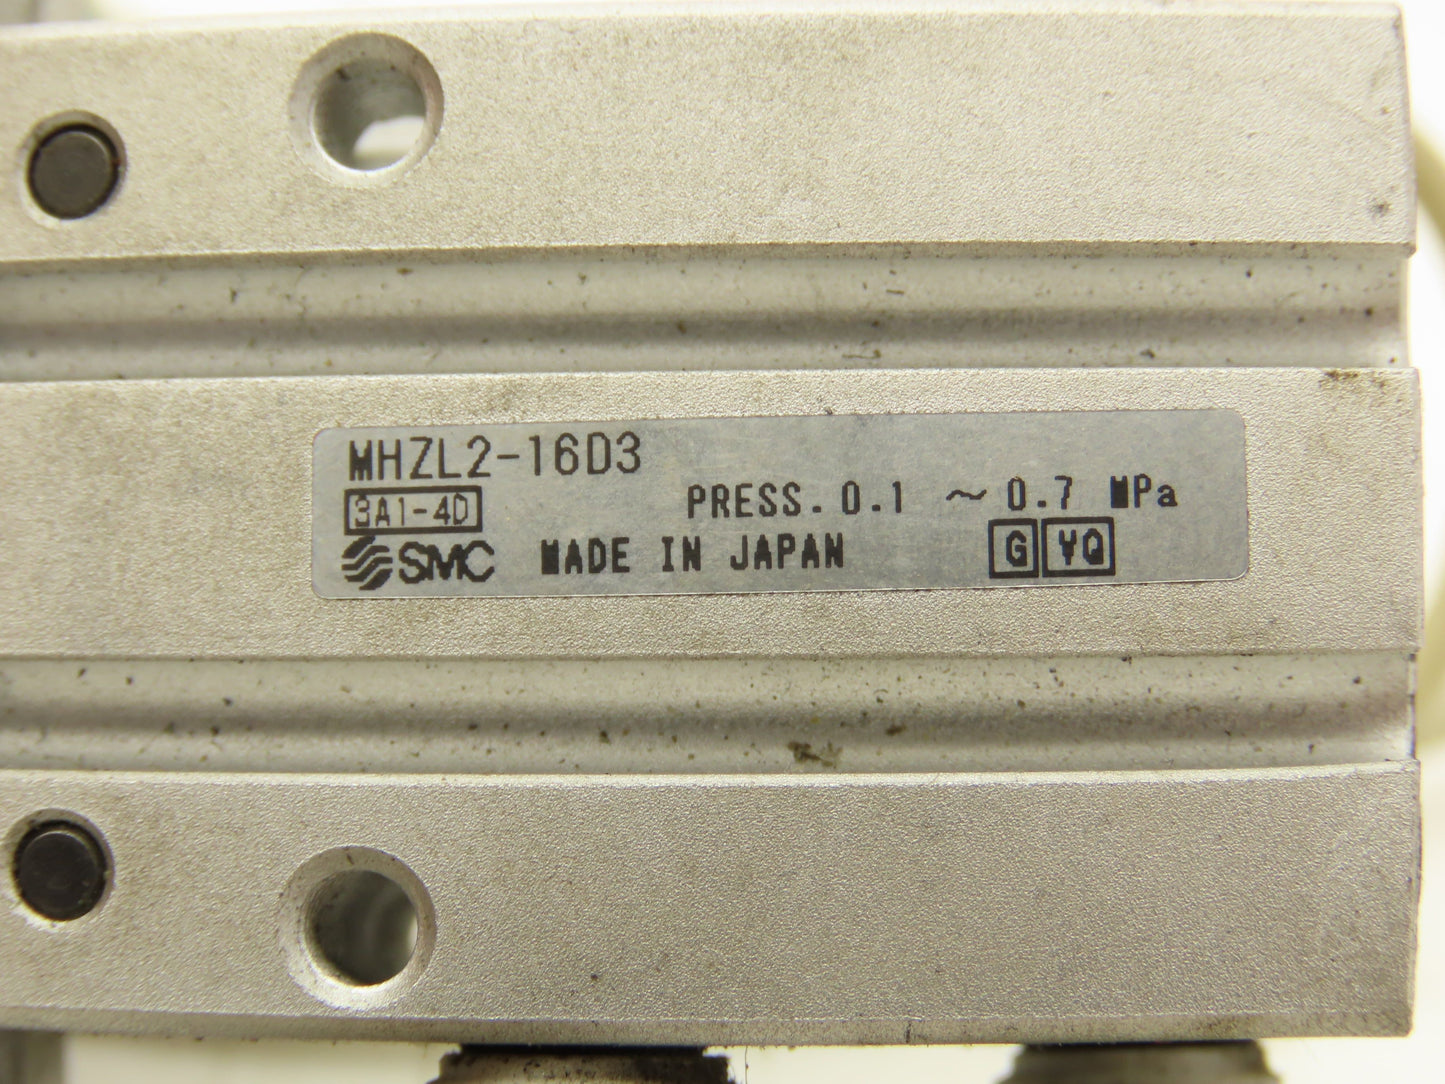 MHZL2-16D3
3A1-4D PRESS. 0.1 ~ 0.7 MPa
SMC MADE IN JAPAN G YQ